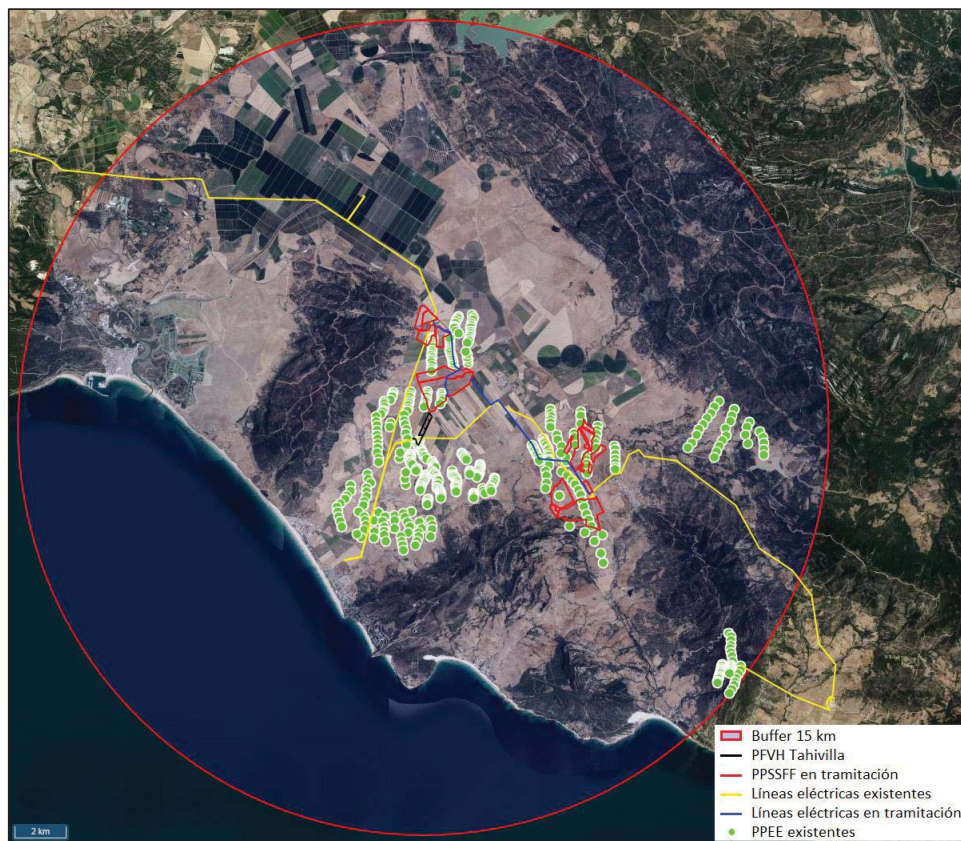 Buffer 15 km
PFVH Tahivilla
PPSSFF en tramitación
Líneas eléctricas existentes
Líneas eléctricas en tramitación
PPEE existentes
2 km